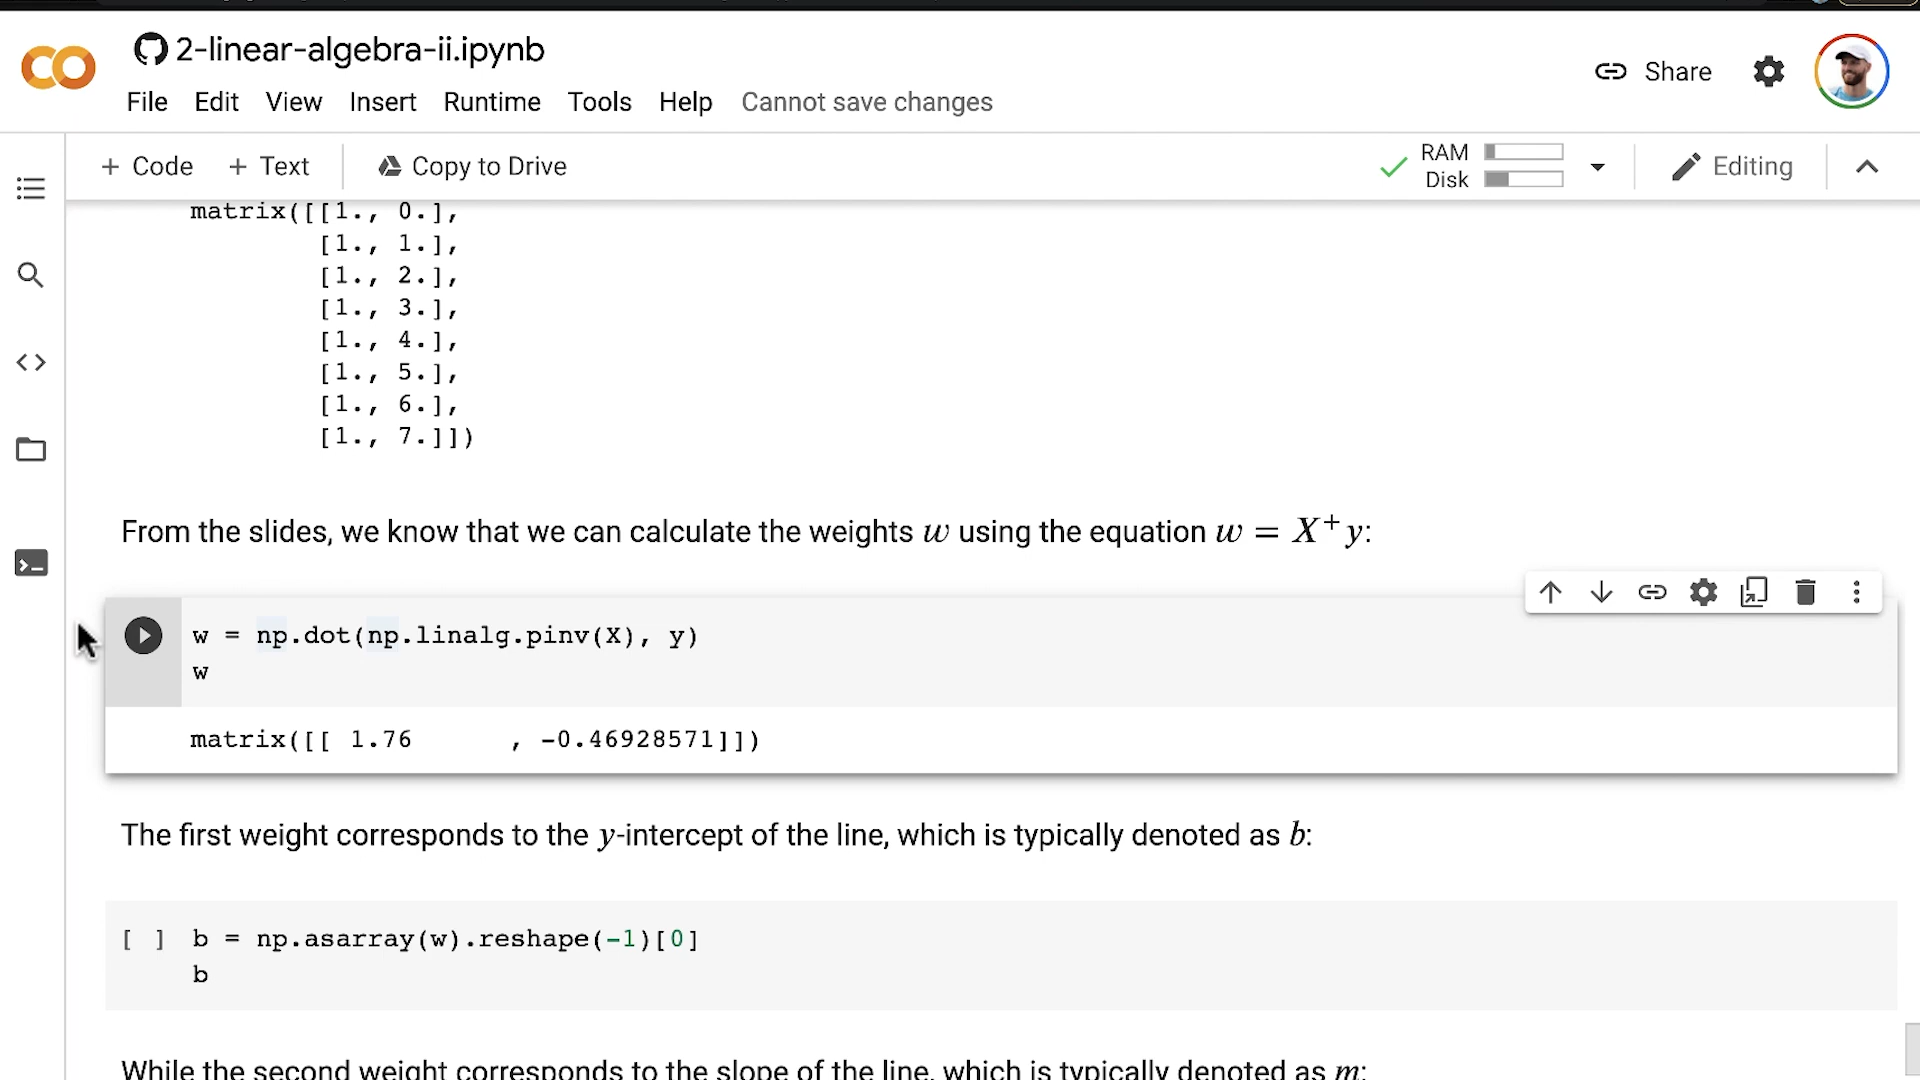 2-linear-algebra-ii.ipynb
Share
File Edit View Insert Runtime Tools Help Cannot save changes
+ Code + Text Copy to Drive
RAM
Disk
Editing
matrix([[1., 0.],
[1., 1.],
[1., 2.],
[1., 3.],
[1., 4.],
[1., 5.],
[1., 6.],
[1., 7.]])
From the slides, we know that we can calculate the weights w using the equation w = X⁺y:
w = np.dot(np.linalg.pinv(X), y)
w
matrix([[ 1.76 , -0.46928571]])
The first weight corresponds to the y-intercept of the line, which is typically denoted as b:
[ ] b = np.asarray(w).reshape(-1)[0]
b
While the second weight corresponds to the slope of the line, which is typically denoted as m: